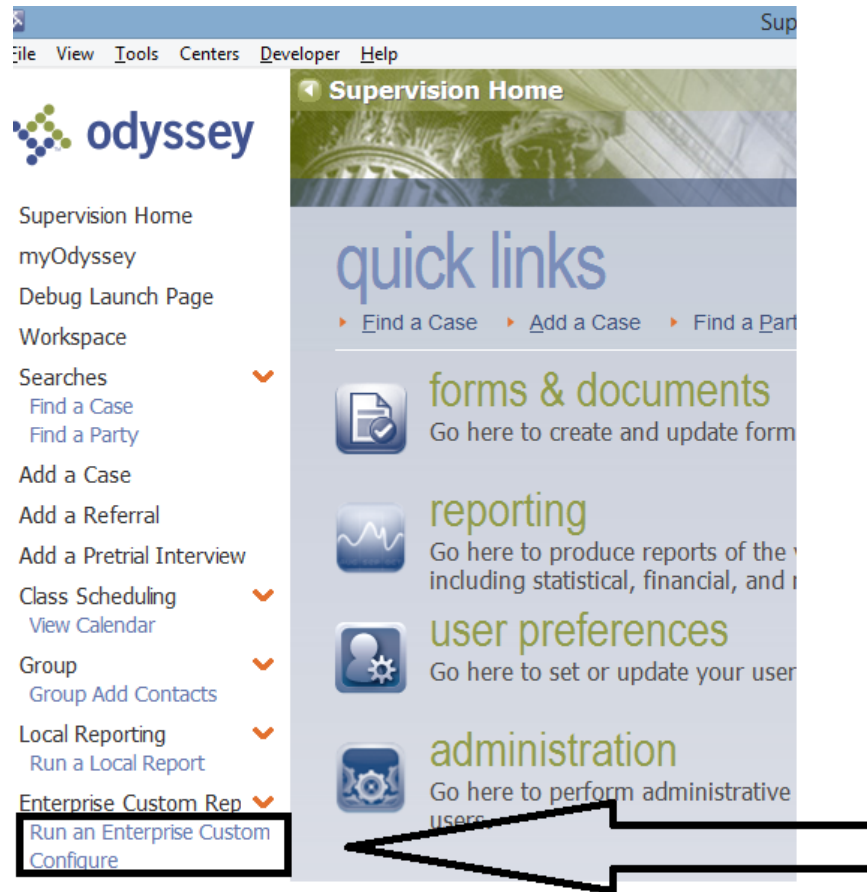 Sup
File View Tools Centers Developer Help
Supervision Home
odyssey
Supervision Home
myOdyssey
Debug Launch Page
Workspace
Searches
Find a Case
Find a Party
Add a Case
Add a Referral
Add a Pretrial Interview
Class Scheduling
View Calendar
Group
Group Add Contacts
Local Reporting
Run a Local Report
Enterprise Custom Rep
Run an Enterprise Custom
Configure
quick links
Find a Case Add a Case Find a Part
forms & documents
Go here to create and update form
reporting
Go here to produce reports of the
including statistical, financial, and
user preferences
Go here to set or update your user
administration
Go here to perform administrative
users